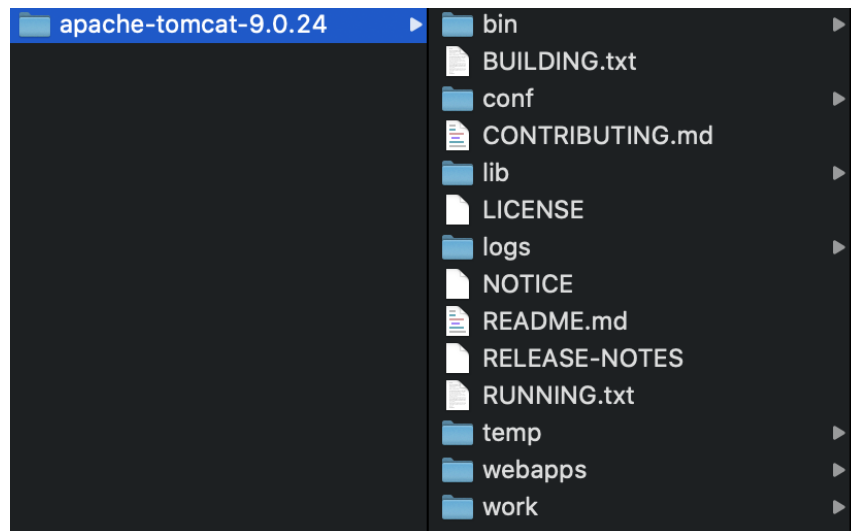 apache-tomcat-9.0.24
bin
BUILDING.txt
conf
CONTRIBUTING.md
lib
LICENSE
logs
NOTICE
README.md
RELEASE-NOTES
RUNNING.txt
temp
webapps
work